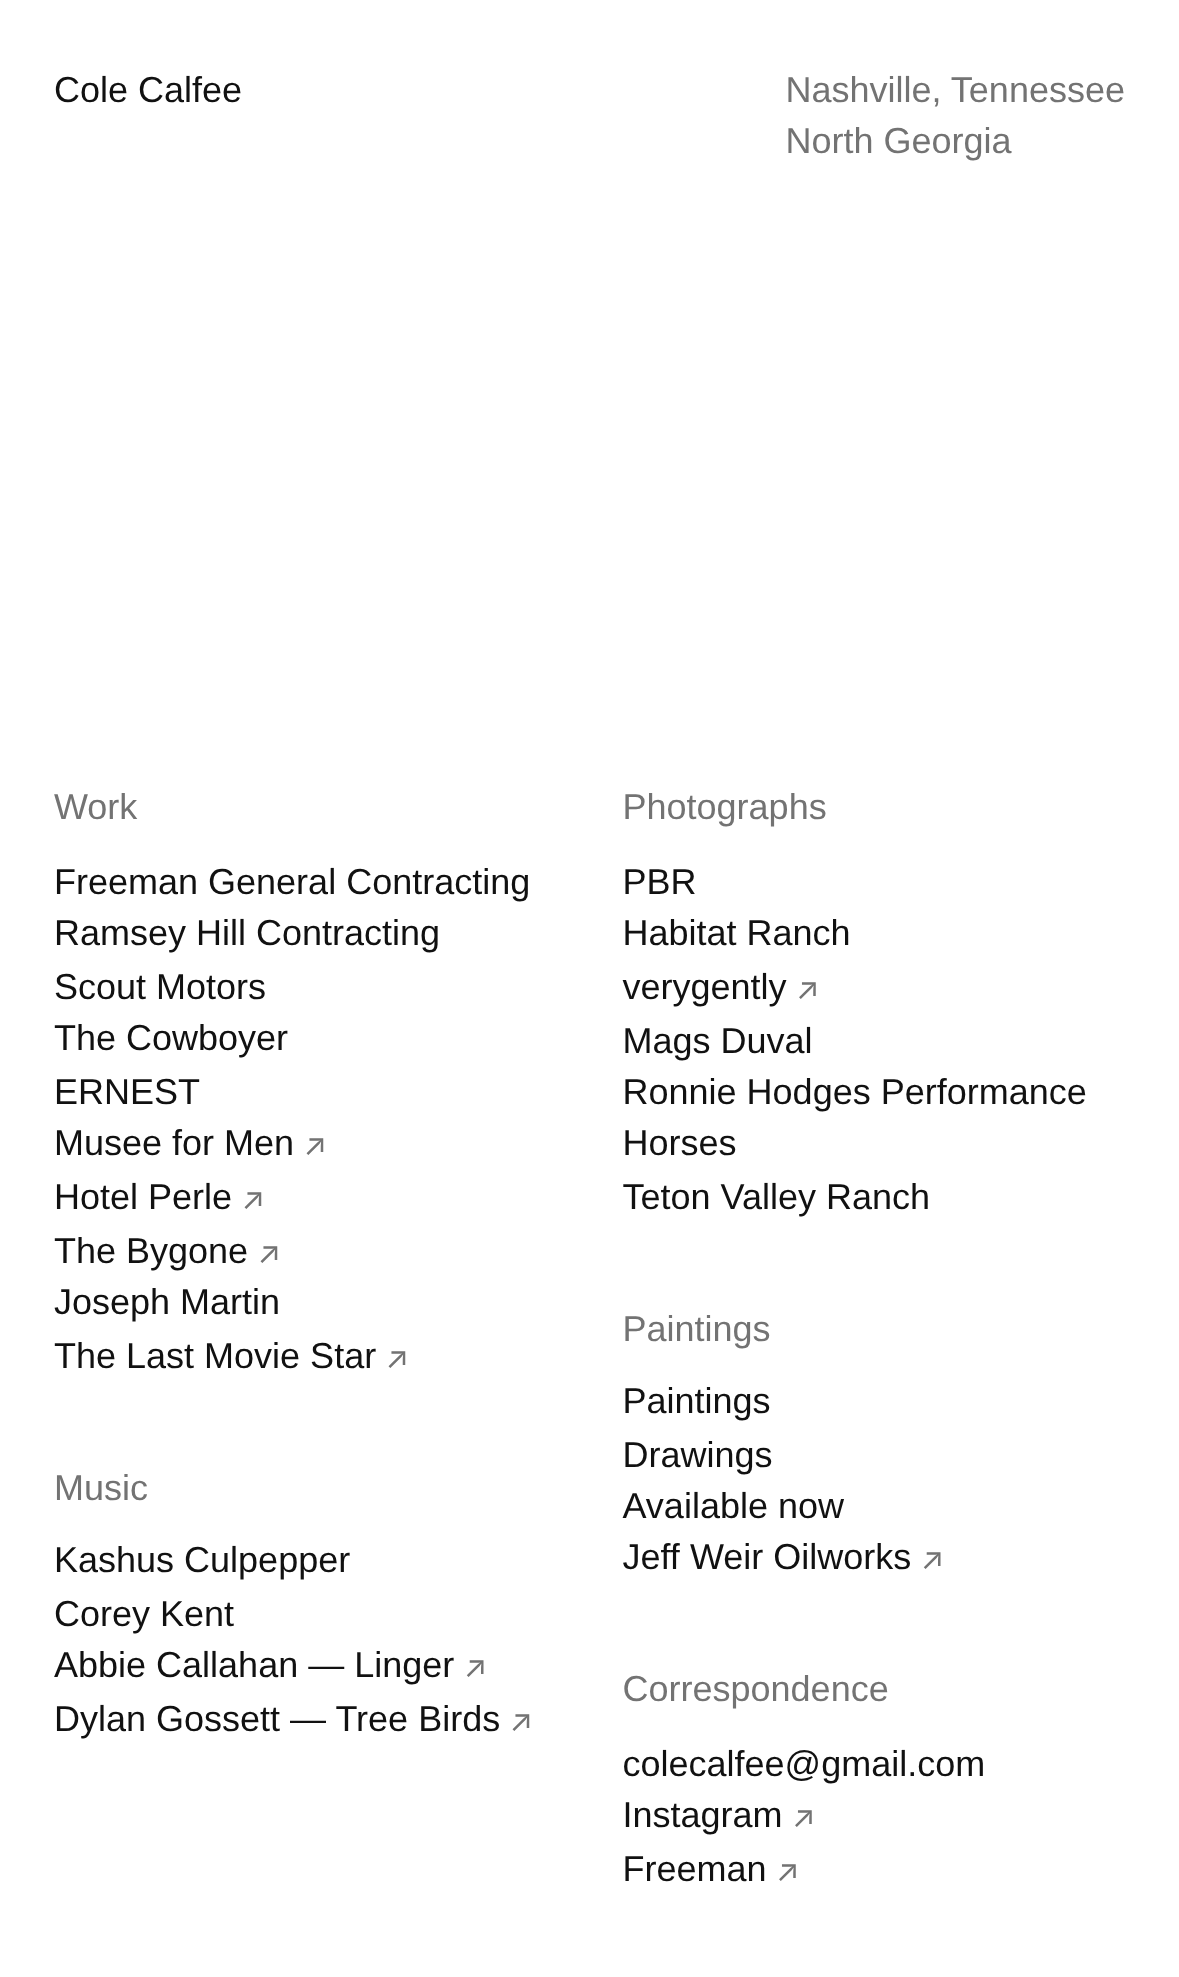 Cole Calfee
Nashville, Tennessee
North Georgia
Work
Freeman General Contracting
Ramsey Hill Contracting
Scout Motors
The Cowboyer
ERNEST
Musee for Men ↗
Hotel Perle ↗
The Bygone ↗
Joseph Martin
The Last Movie Star ↗
Music
Kashus Culpepper
Corey Kent
Abbie Callahan — Linger ↗
Dylan Gossett — Tree Birds ↗
Photographs
PBR
Habitat Ranch
verygently ↗
Mags Duval
Ronnie Hodges Performance
Horses
Teton Valley Ranch
Paintings
Paintings
Drawings
Available now
Jeff Weir Oilworks ↗
Correspondence
colecalfee@gmail.com
Instagram ↗
Freeman ↗